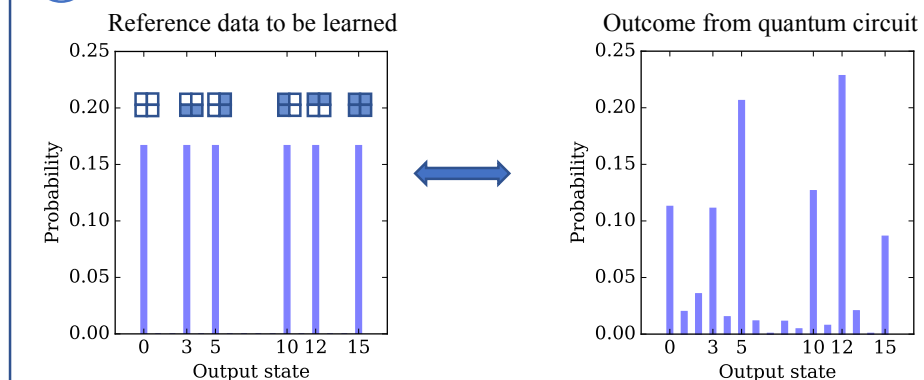 Reference data to be learned
0.25
0.20
0.15
0.10
0.05
0.00
Probability
0 3 5 10 12 15
Output state
Outcome from quantum circuit
0.25
0.20
0.15
0.10
0.05
0.00
Probability
0 3 5 10 12 15
Output state